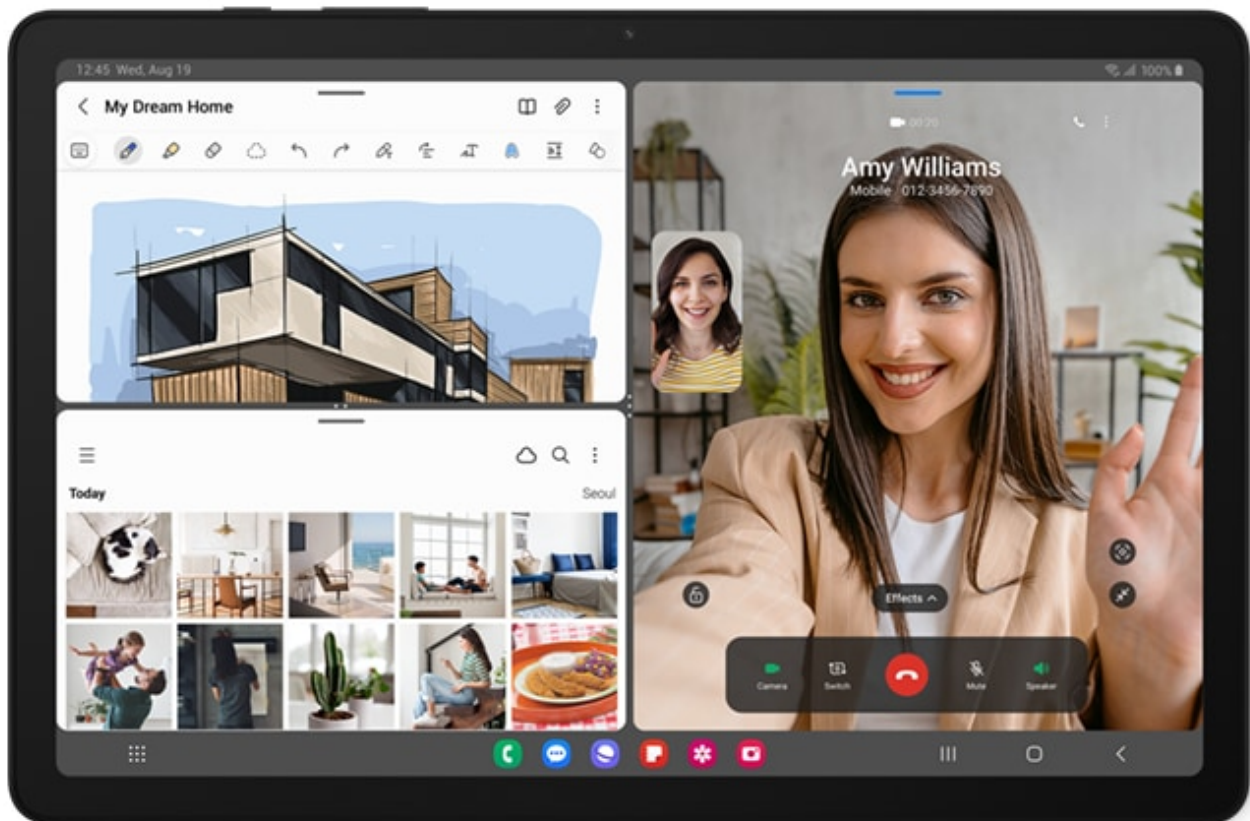 12:45 Wed, Aug 19
100%
My Dream Home
Today
Seoul
00:20
Amy Williams
Mobile 012-3456-7890
Effects
Camera
Switch
Mute
Speaker